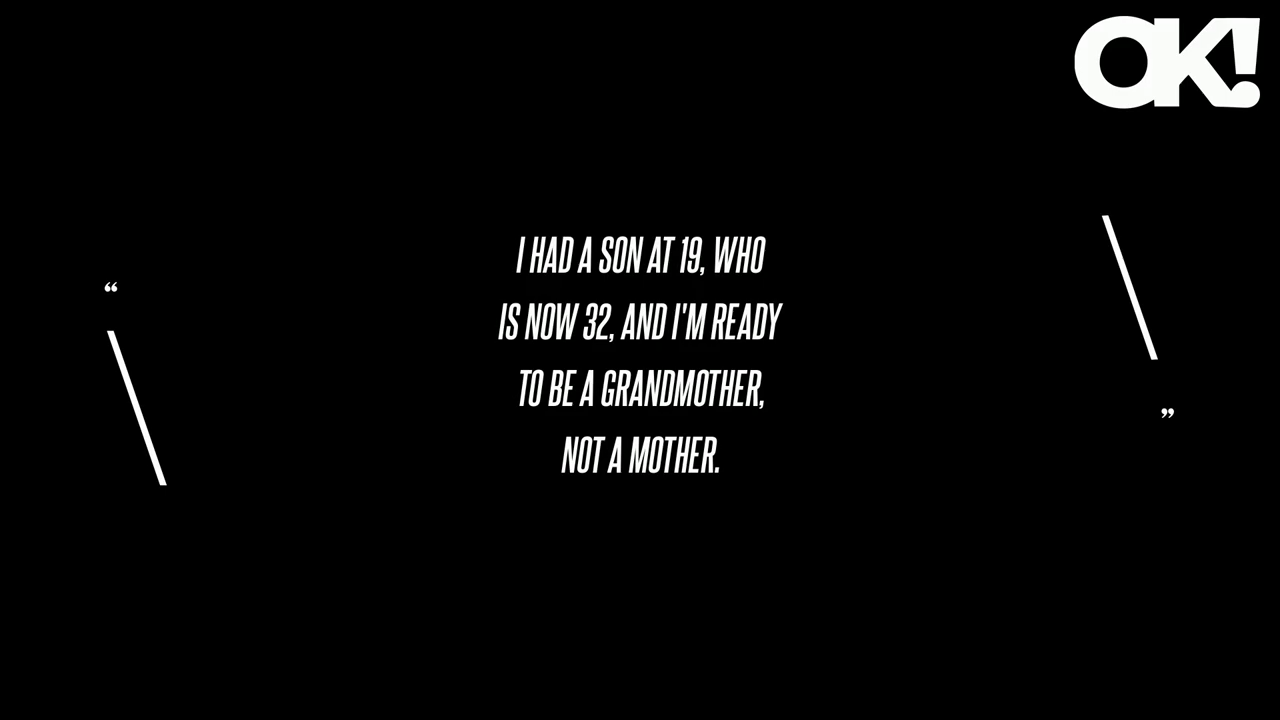 OK!
“
I HAD A SON AT 19, WHO
IS NOW 32, AND I'M READY
TO BE A GRANDMOTHER,
NOT A MOTHER.
”